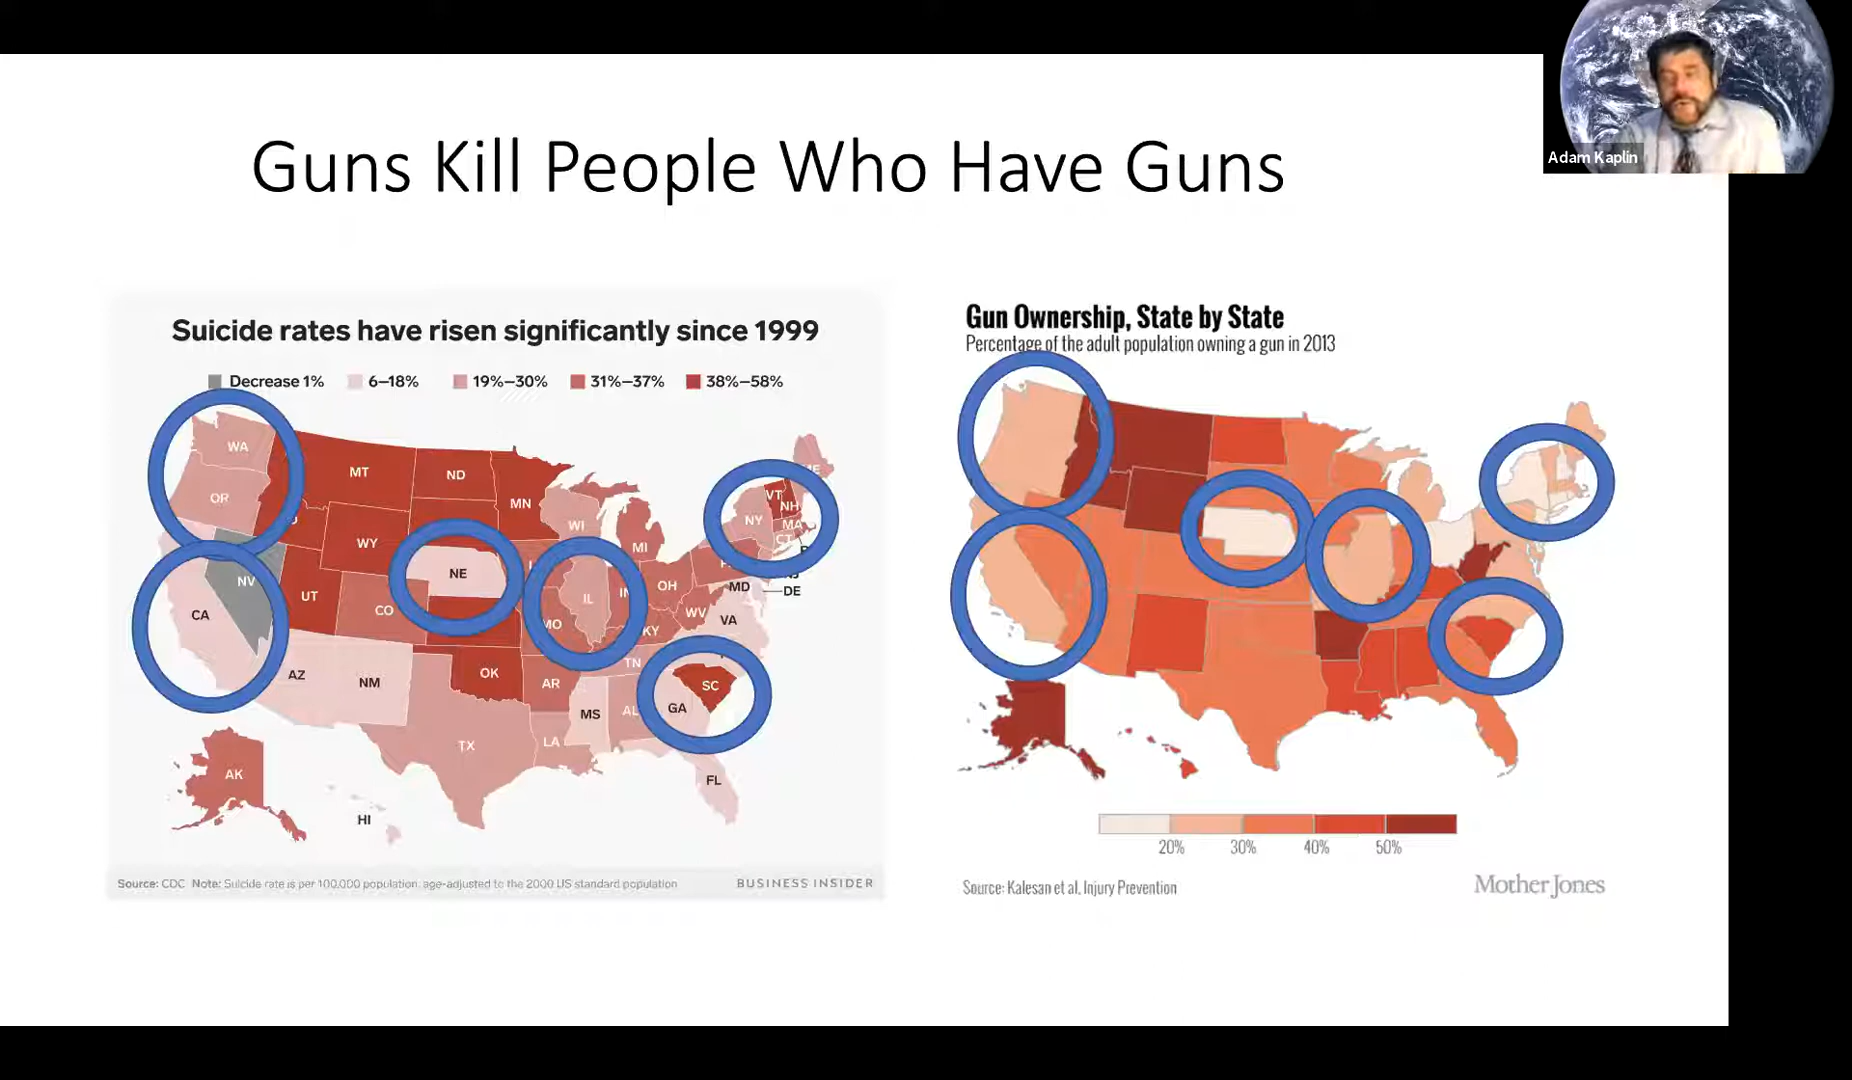 Adam Kaplin
Guns Kill People Who Have Guns
Suicide rates have risen significantly since 1999
Decrease 1% 6–18% 19%–30% 31%–37% 38%–58%
WA
OR
MT
ND
MN
WI
MI
NY
VT
NH
MA
CT
WY
NV
CA
UT
CO
NE
IL
OH
MD
DE
WV
VA
MO
KY
AZ
NM
OK
AR
TN
SC
GA
MS
AL
TX
LA
FL
AK
HI
Source: CDC Note: Suicide rate is per 100,000 population, age-adjusted to the 2000 US standard population
BUSINESS INSIDER
Gun Ownership, State by State
Percentage of the adult population owning a gun in 2013
20% 30% 40% 50%
Source: Kalesan et al, Injury Prevention
Mother Jones